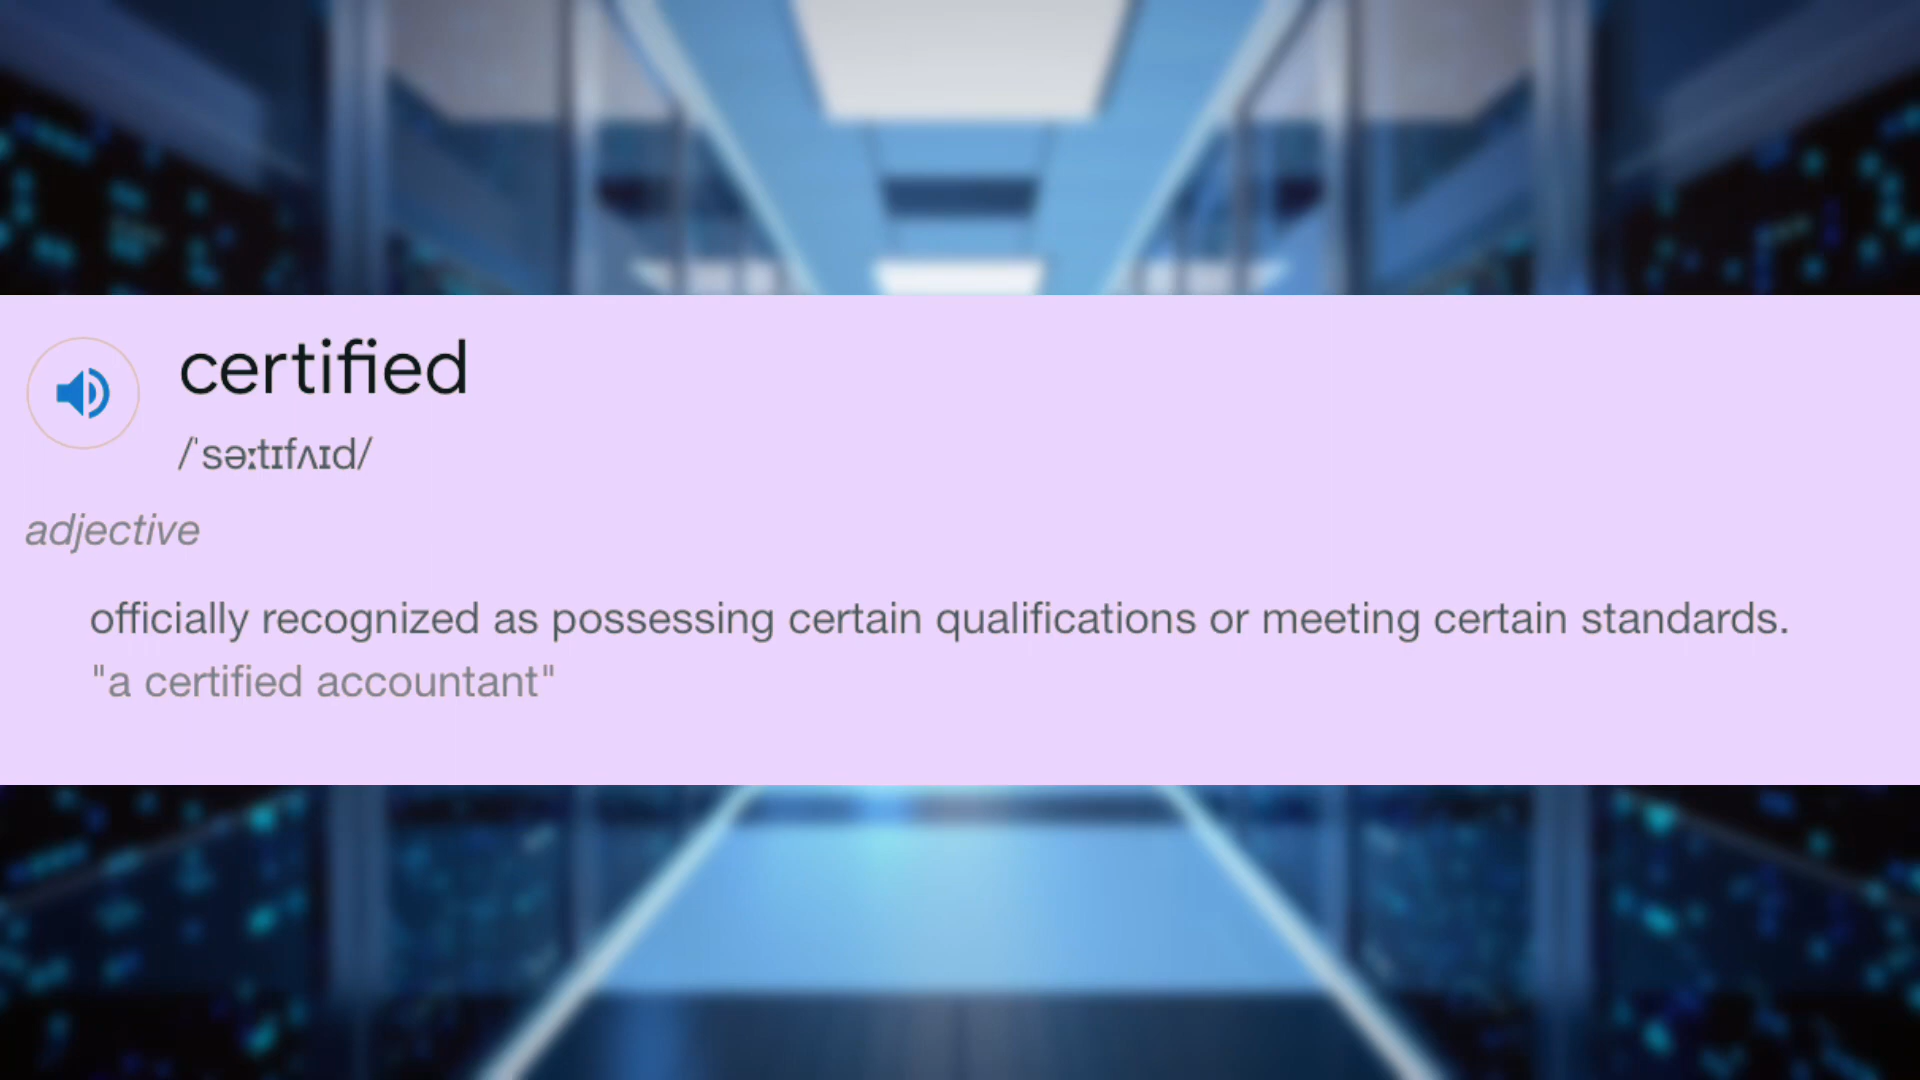 certified
/ˈsəːtɪfʌɪd/
adjective
officially recognized as possessing certain qualifications or meeting certain standards.
"a certified accountant"